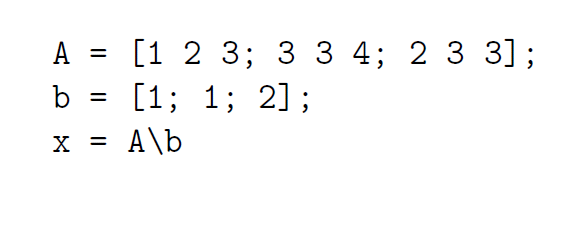 A = [1 2 3; 3 3 4; 2 3 3];
b = [1; 1; 2];
x = A\b